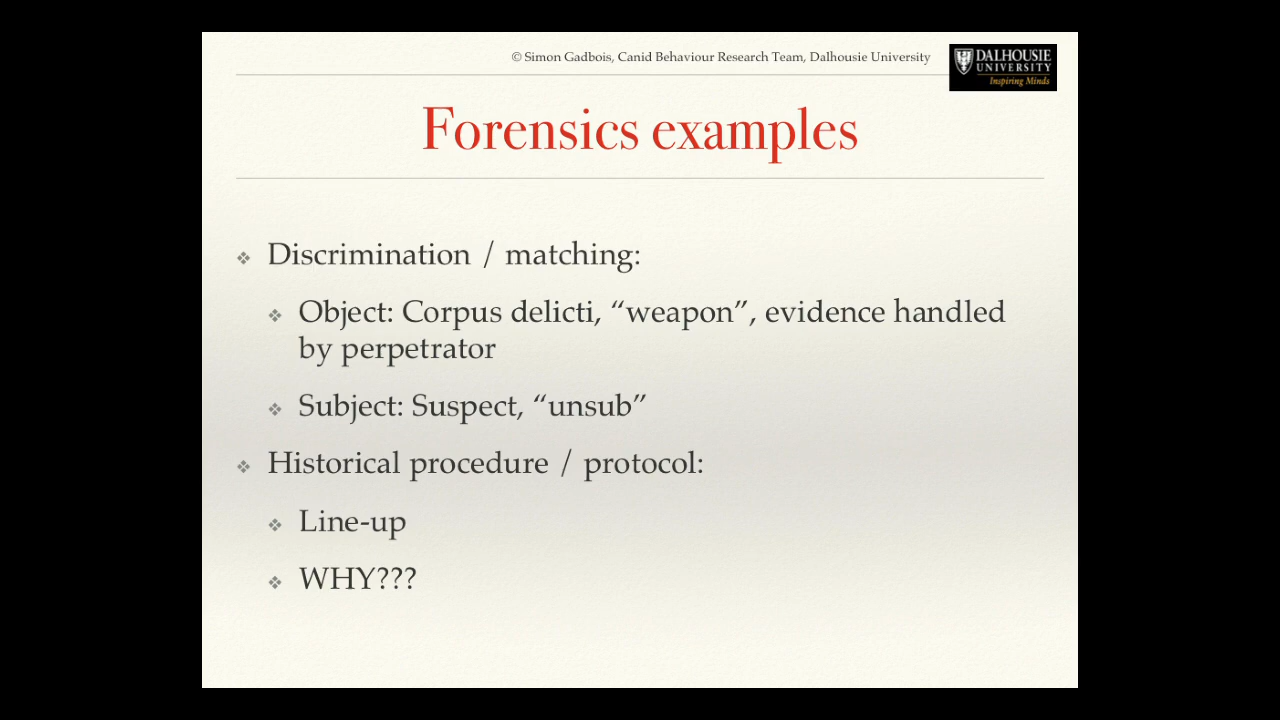 © Simon Gadbois, Canid Behaviour Research Team, Dalhousie University
DALHOUSIE
UNIVERSITY
Inspiring Minds
Forensics examples
❖ Discrimination / matching:
❖ Object: Corpus delicti, “weapon”, evidence handled
by perpetrator
❖ Subject: Suspect, “unsub”
❖ Historical procedure / protocol:
❖ Line-up
❖ WHY???